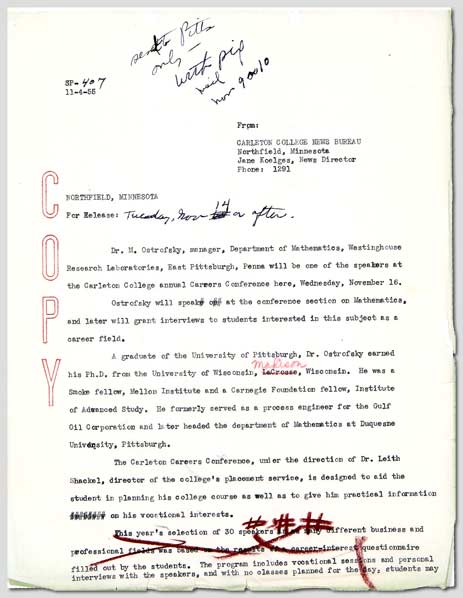 send to Pitts
only —
with pix
SP-407
11-4-55
From:
CARLETON COLLEGE NEWS BUREAU
Northfield, Minnesota
Jane Koelges, News Director
Phone: 1291
COPY
NORTHFIELD, MINNESOTA
For Release: Tuesday, Nov 14 or after.
Dr. M. Ostrofsky, manager, Department of Mathematics, Westinghouse
Research Laboratories, East Pittsburgh, Penna will be one of the speakers at
the Carleton College annual Careers Conference here, Wednesday, November 16.
Ostrofsky will speak at the conference section on Mathematics,
and later will grant interviews to students interested in this subject as a
career field.
A graduate of the University of Pittsburgh, Dr. Ostrofsky earned
Madison
his Ph.D. from the University of Wisconsin, LaCrosse, Wisconsin. He was a
Smoke fellow, Mellon Institute and a Carnegie Foundation fellow, Institute
of Advanced Study. He formerly served as a process engineer for the Gulf
Oil Corporation and later headed the department of Mathematics at Duquesne
University, Pittsburgh.
The Carleton Careers Conference, under the direction of Dr. Leith
Shackel, director of the college's placement service, is designed to aid the
student in planning his college course as well as to give him practical information
on his vocational interests.
# # #
This year's selection of 30 speakers in as many different business and
professional fields was based on the results of a career-interest questionnaire
filled out by the students. The program includes vocational sessions and personal
interviews with the speakers, and with no classes planned for the day, students may